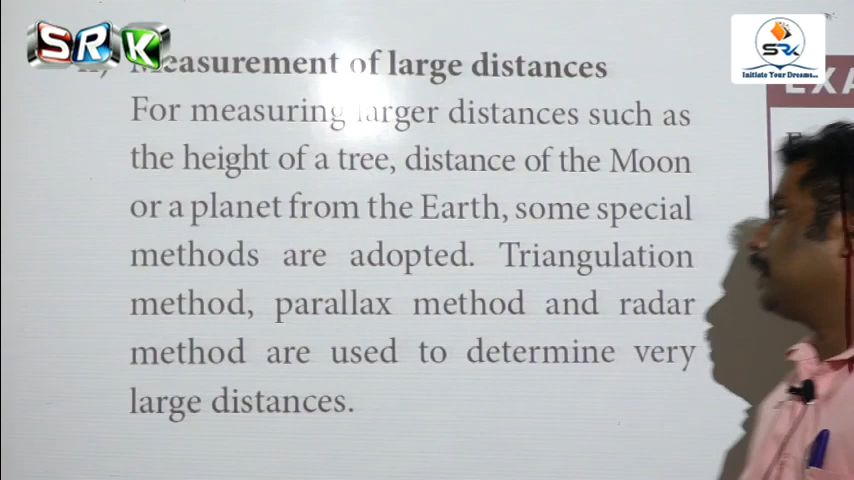 SRK
SRK
Initiate Your Dreams...
EXA
Measurement of large distances
For measuring larger distances such as
the height of a tree, distance of the Moon
or a planet from the Earth, some special
methods are adopted. Triangulation
method, parallax method and radar
method are used to determine very
large distances.